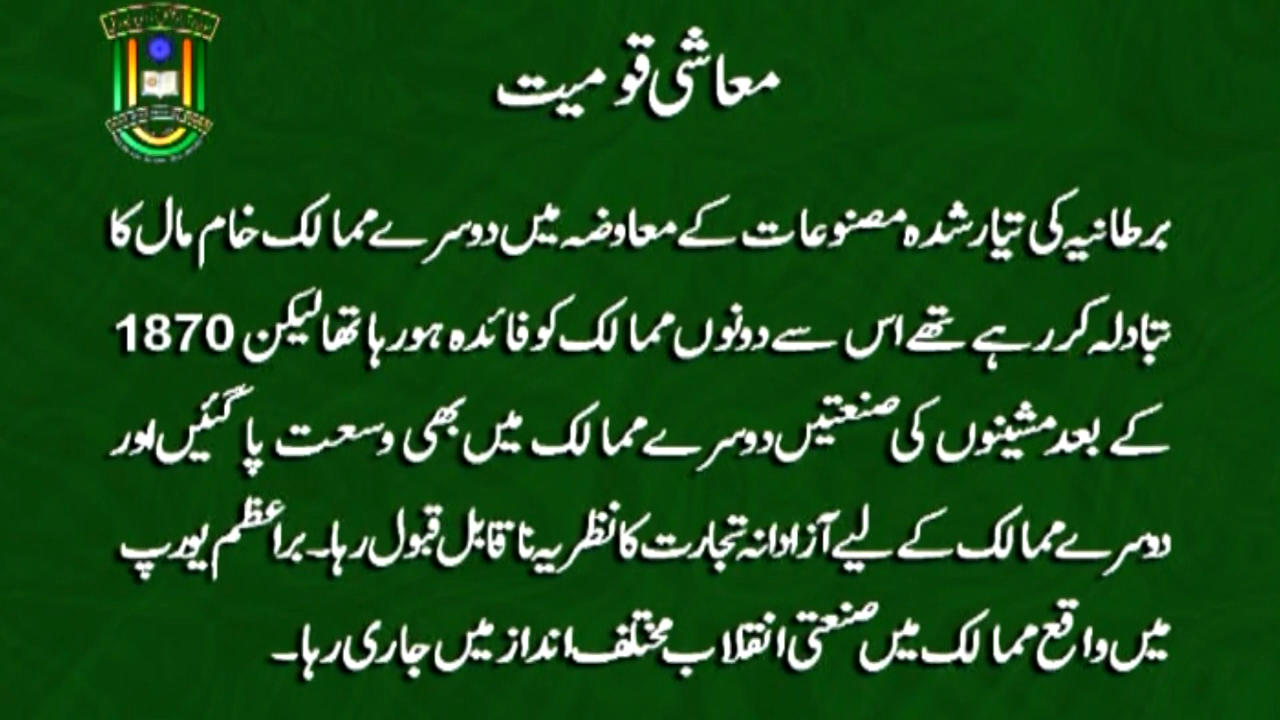 معاشی قومیت
برطانیہ کی تیار شدہ مصنوعات کے معاوضہ میں دوسرے ممالک خام مال کا
تبادلہ کر رہے تھے اس سے دونوں ممالک کو فائدہ ہو رہا تھا لیکن 1870
کے بعد مشینوں کی صنعتیں دوسرے ممالک میں بھی وسعت پا گئیں اور
دوسرے ممالک کے لیے آزادانہ تجارت کا نظریہ ناقابل قبول رہا۔ براعظم یورپ
میں واقع ممالک میں صنعتی انقلاب مختلف انداز میں جاری رہا۔